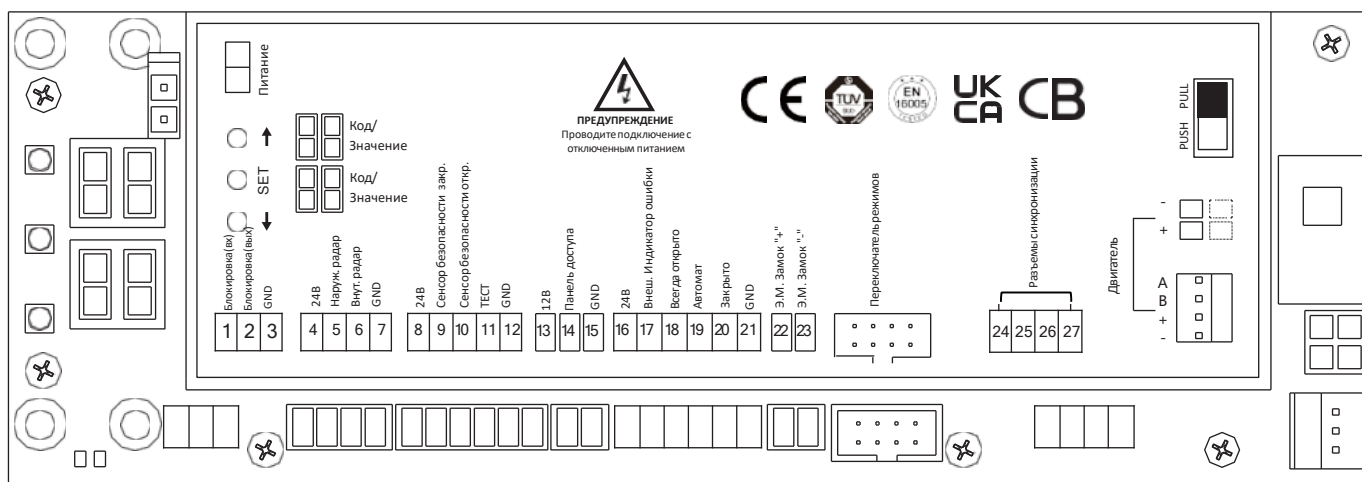 Питание
SET
Код/
Значение
Код/
Значение
ПРЕДУПРЕЖДЕНИЕ
Проводите подключение с
отключенным питанием
CE
TUV
SUD
EN
16005
UK
CA
CB
PUSH PULL
Блокировка(вх)
Блокировка(вых)
GND
24В
Наруж. радар
Внут. радар
GND
24В
Сенсор безопасности закр.
Сенсор безопасности откр.
ТЕСТ
GND
12В
Панель доступа
GND
24В
Внеш. Индикатор ошибки
Всегда открыто
Автомат
Закрыто
GND
Э.М. Замок "+"
Э.М. Замок "-"
Переключатель режимов
Разъемы синхронизации
Двигатель
-
+
A
B
+
-
1 2 3
4 5 6 7
8 9 10 11 12
13 14 15
16 17 18 19 20 21
22 23
24 25 26 27